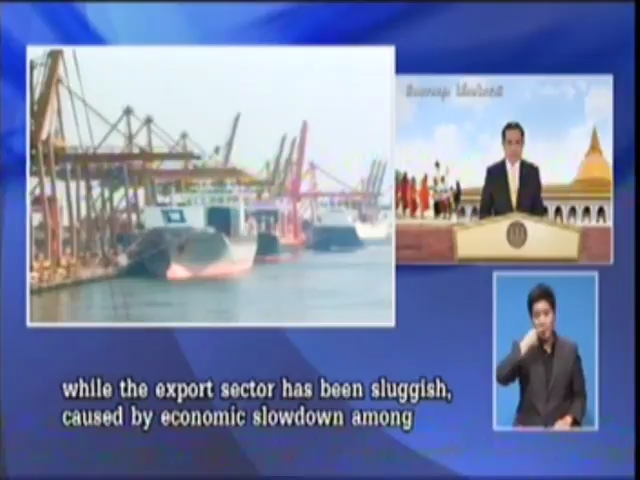 while the export sector has been sluggish,
caused by economic slowdown among